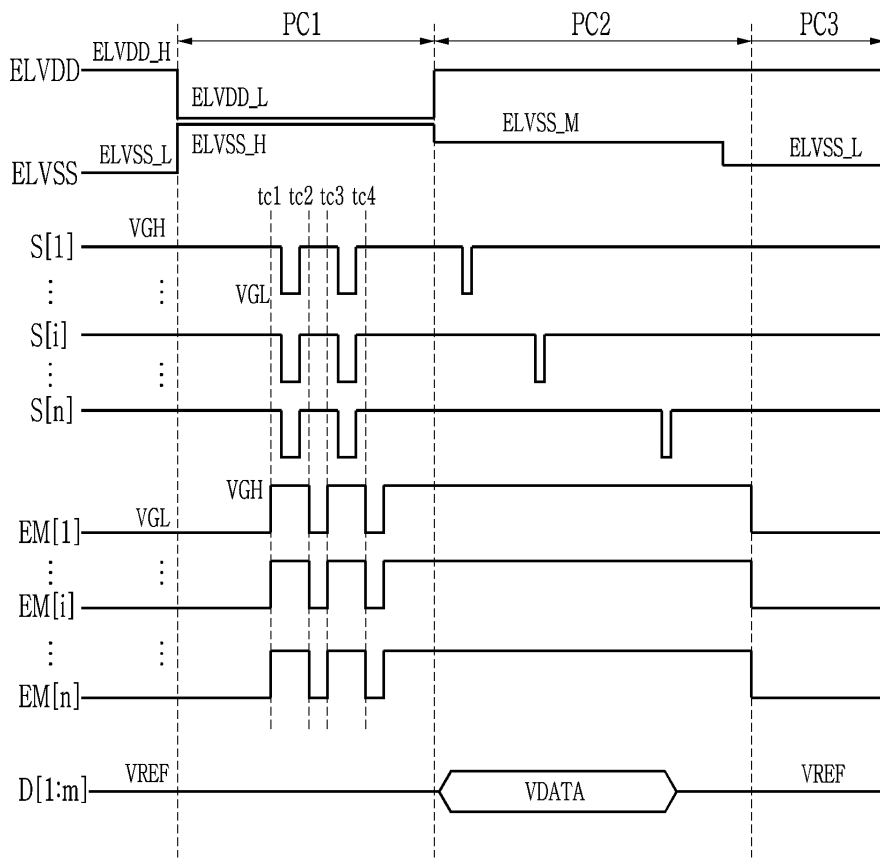 PC1 PC2 PC3
ELVDD ELVDD_H
ELVDD_L
ELVSS_H ELVSS_M
ELVSS ELVSS_L ELVSS_L
tc1 tc2 tc3 tc4
S[1] VGH
VGL
S[i]
S[n]
VGH
EM[1] VGL
EM[i]
EM[n]
D[1:m] VREF VDATA VREF